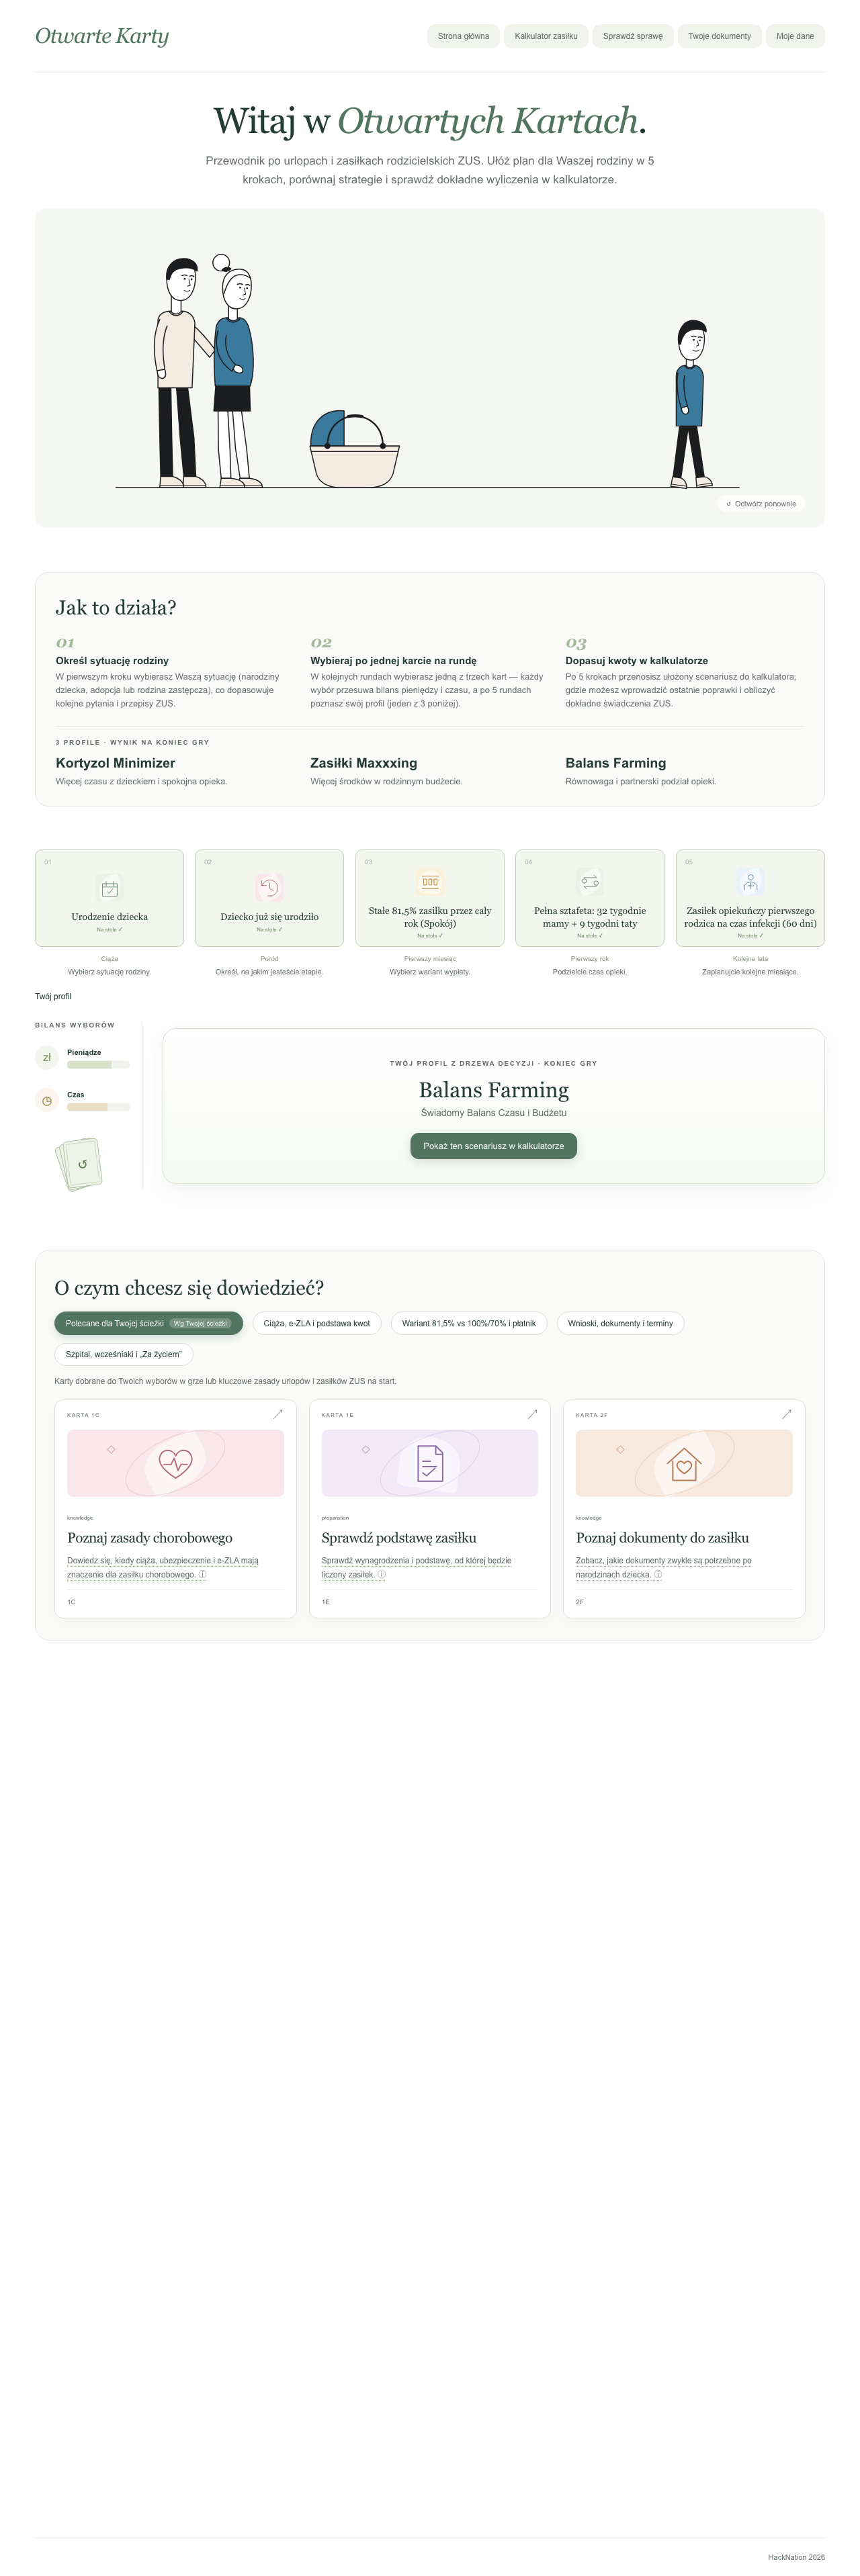 Otwarte Karty
Strona główna
Kalkulator zasiłku
Sprawdź sprawę
Twoje dokumenty
Moje dane
Witaj w Otwartych Kartach.
Przewodnik po urlopach i zasiłkach rodzicielskich ZUS. Ułóż plan dla Waszej rodziny w 5
krokach, porównaj strategie i sprawdź dokładne wyliczenia w kalkulatorze.
↺ Odtwórz ponownie
Jak to działa?
01
Określ sytuację rodziny
W pierwszym kroku wybierasz Waszą sytuację (narodziny
dziecka, adopcja lub rodzina zastępcza), co dopasowuje
kolejne pytania i przepisy ZUS.
02
Wybieraj po jednej karcie na rundę
W kolejnych rundach wybierasz jedną z trzech kart — każdy
wybór przesuwa bilans pieniędzy i czasu, a po 5 rundach
poznasz swój profil (jeden z 3 poniżej).
03
Dopasuj kwoty w kalkulatorze
Po 5 krokach przenosisz ułożony scenariusz do kalkulatora,
gdzie możesz wprowadzić ostatnie poprawki i obliczyć
dokładne świadczenia ZUS.
3 PROFILE · WYNIK NA KONIEC GRY
Kortyzol Minimizer
Więcej czasu z dzieckiem i spokojna opieka.
Zasiłki Maxxxing
Więcej środków w rodzinnym budżecie.
Balans Farming
Równowaga i partnerski podział opieki.
01
Urodzenie dziecka
Na stole ✓
Ciąża
Wybierz sytuację rodziny.
02
Dziecko już się urodziło
Na stole ✓
Poród
Określ, na jakim jesteście etapie.
03
Stałe 81,5% zasiłku przez cały
rok (Spokój)
Na stole ✓
Pierwszy miesiąc
Wybierz wariant wypłaty.
04
Pełna sztafeta: 32 tygodnie
mamy + 9 tygodni taty
Na stole ✓
Pierwszy rok
Podzielcie czas opieki.
05
Zasiłek opiekuńczy pierwszego
rodzica na czas infekcji (60 dni)
Na stole ✓
Kolejne lata
Zaplanujcie kolejne miesiące.
Twój profil
BILANS WYBORÓW
zł
Pieniądze
Czas
↺
TWÓJ PROFIL Z DRZEWA DECYZJI · KONIEC GRY
Balans Farming
Świadomy Balans Czasu i Budżetu
Pokaż ten scenariusz w kalkulatorze
O czym chcesz się dowiedzieć?
Polecane dla Twojej ścieżki Wg Twojej ścieżki
Ciąża, e-ZLA i podstawa kwot
Wariant 81,5% vs 100%/70% i płatnik
Wnioski, dokumenty i terminy
Szpital, wcześniaki i „Za życiem”
Karty dobrane do Twoich wyborów w grze lub kluczowe zasady urlopów i zasiłków ZUS na start.
KARTA 1C
knowledge
Poznaj zasady chorobowego
Dowiedz się, kiedy ciąża, ubezpieczenie i e-ZLA mają
znaczenie dla zasiłku chorobowego. ⓘ
1C
KARTA 1E
preparation
Sprawdź podstawę zasiłku
Sprawdź wynagrodzenia i podstawę, od której będzie
liczony zasiłek. ⓘ
1E
KARTA 2F
knowledge
Poznaj dokumenty do zasiłku
Zobacz, jakie dokumenty zwykle są potrzebne po
narodzinach dziecka. ⓘ
2F
HackNation 2026